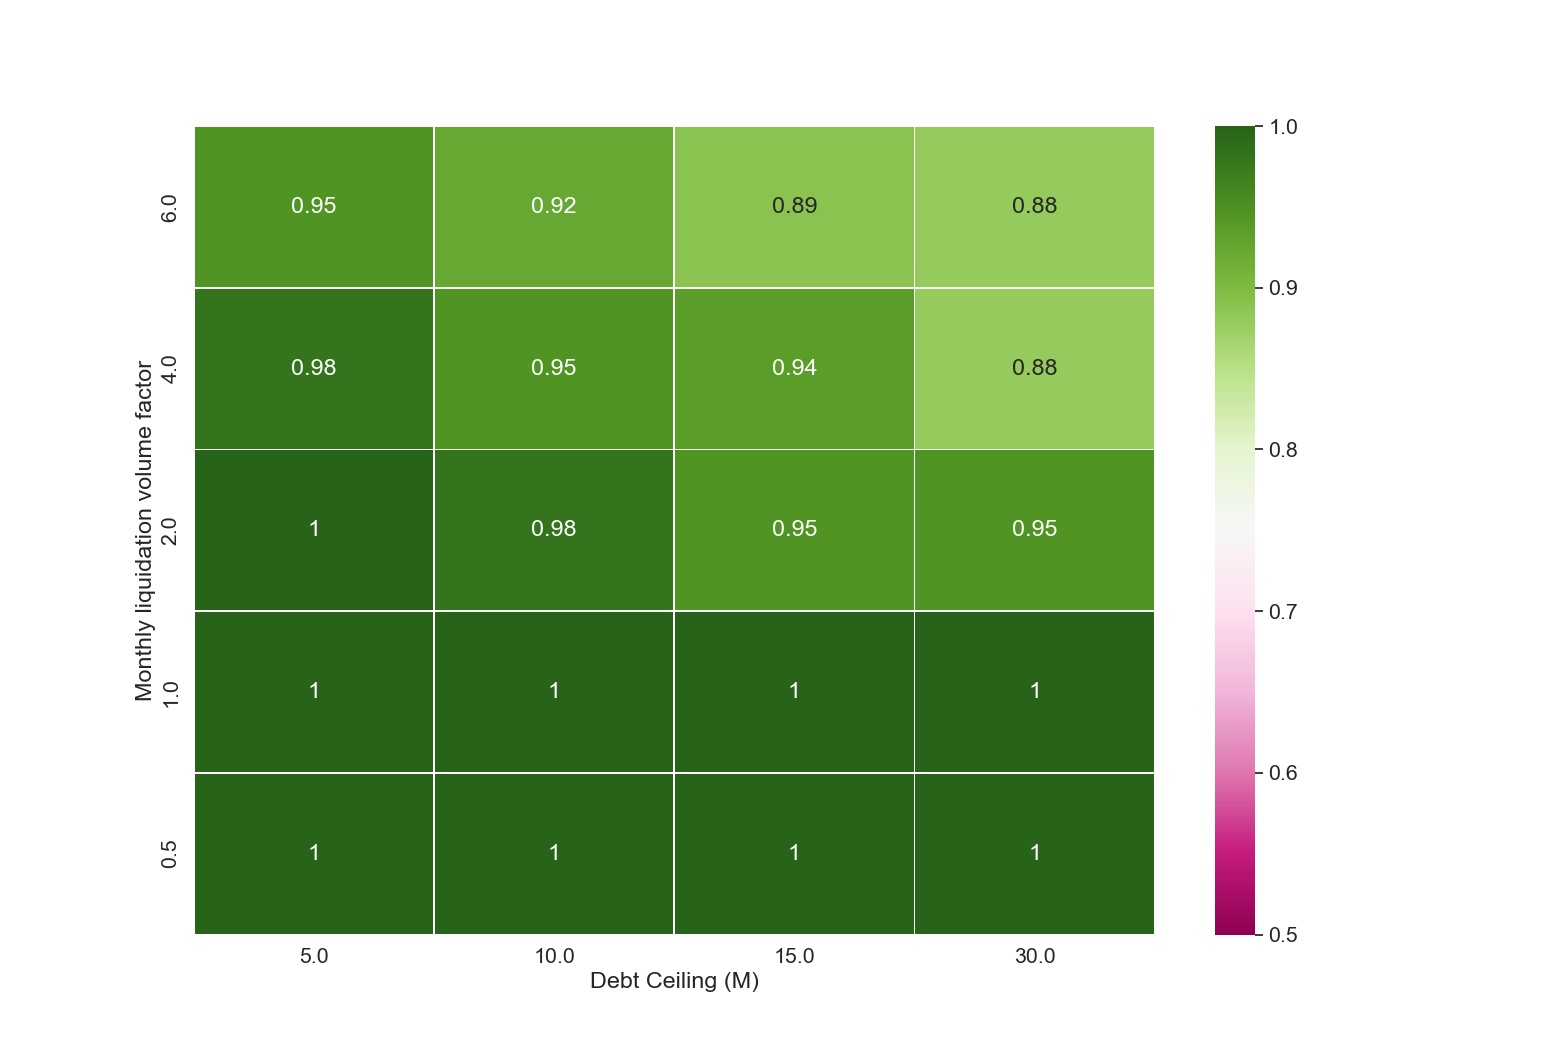 1.0
6.0 0.95 0.92 0.89 0.88
0.9
4.0 0.98 0.95 0.94 0.88
0.8
Monthly liquidation volume factor
2.0 1 0.98 0.95 0.95
0.7
1.0 1 1 1 1
0.6
0.5 1 1 1 1
0.5
5.0 10.0 15.0 30.0
Debt Ceiling (M)